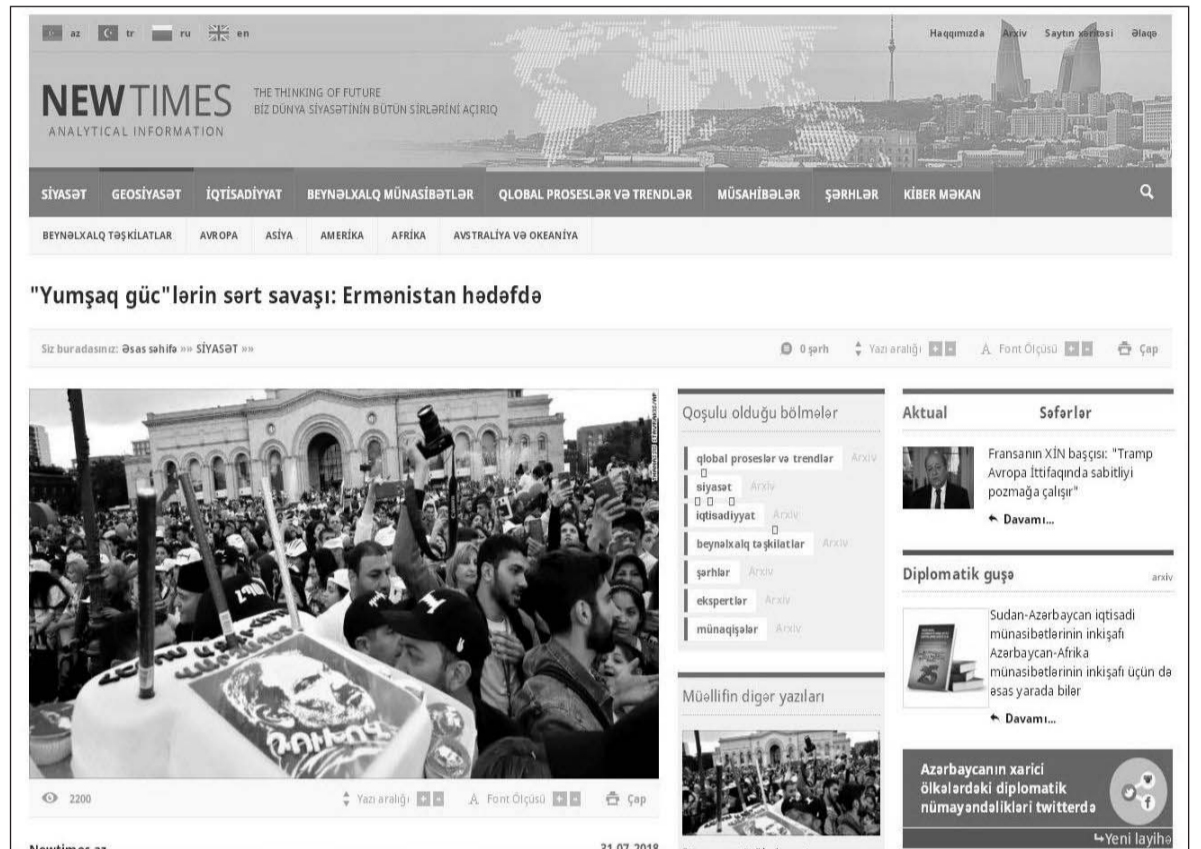 az tr ru en
Haqqımızda Arxiv Saytın xəritəsi Əlaqə
NEWTIMES
ANALYTICAL INFORMATION
THE THINKING OF FUTURE
BİZ DÜNYA SİYASƏTİNİN BÜTÜN SİRLƏRİNİ AÇIRIQ
SİYASƏT GEOSİYASƏT İQTİSADİYYAT BEYNƏLXALQ MÜNASİBƏTLƏR QLOBAL PROSESLƏR VƏ TRENDLƏR MÜSAHİBƏLƏR ŞƏRHLƏR KİBER MƏKAN
BEYNƏLXALQ TƏŞKİLATLAR AVROPA ASİYA AMERİKA AFRİKA AVSTRALİYA VƏ OKEANİYA
"Yumşaq güc"lərin sərt savaşı: Ermənistan hədəfdə
Siz buradasınız: Əsas səhifə »» SİYASƏT »»
0 şərh Yazı aralığı + - A Font Ölçüsü + - Çap
2200 Yazı aralığı + - A Font Ölçüsü + - Çap
Newtimes.az 31.07.2018
Qoşulu olduğu bölmələr
qlobal proseslər və trendlər Arxiv
siyasət Arxiv
iqtisadiyyat Arxiv
beynəlxalq təşkilatlar Arxiv
şərhlər Arxiv
ekspertlər Arxiv
münaqişələr Arxiv
Müəllifin digər yazıları
Aktual Səfərlər
Fransanın XİN başçısı: "Tramp
Avropa İttifaqında sabitliyi
pozmağa çalışır"
Davamı...
Diplomatik guşə arxiv
Sudan-Azərbaycan iqtisadi
münasibətlərinin inkişafı
Azərbaycan-Afrika
münasibətlərinin inkişafı üçün də
əsas yarada bilər
Davamı...
Azərbaycanın xarici
ölkələrdəki diplomatik
nümayəndəlikləri twitterdə
Yeni layihə